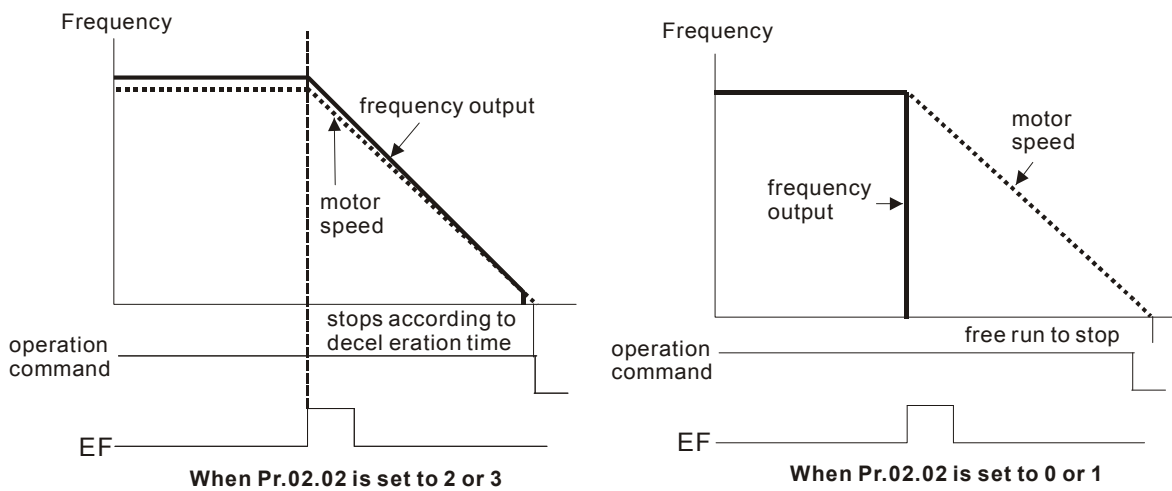 Frequency
frequency output
motor
speed
stops according to
decel eration time
operation
command
EF
When Pr.02.02 is set to 2 or 3
Frequency
motor
speed
frequency
output
free run to stop
operation
command
EF
When Pr.02.02 is set to 0 or 1